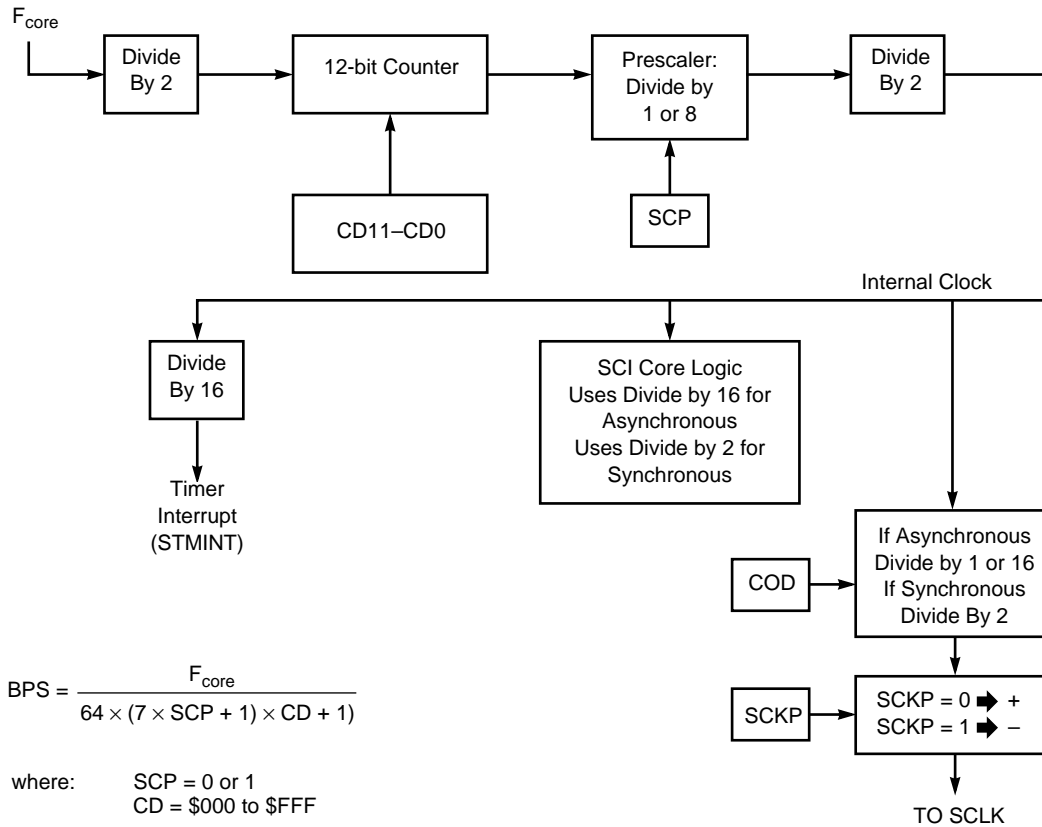 F_core
Divide
By 2
12-bit Counter
Prescaler:
Divide by
1 or 8
Divide
By 2
CD11–CD0
SCP
Internal Clock
Divide
By 16
SCI Core Logic
Uses Divide by 16 for
Asynchronous
Uses Divide by 2 for
Synchronous
Timer
Interrupt
(STMINT)
COD
If Asynchronous
Divide by 1 or 16
If Synchronous
Divide By 2
SCKP
SCKP = 0 ➡ +
SCKP = 1 ➡ –
TO SCLK
BPS = F_core
64 × (7 × SCP + 1) × CD + 1)
where: SCP = 0 or 1
CD = $000 to $FFF